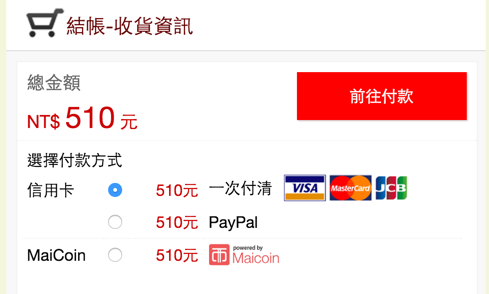 結帳-收貨資訊
總金額
NT$ 510 元
前往付款
選擇付款方式
信用卡 510元 一次付清 VISA MasterCard JCB
510元 PayPal
MaiCoin 510元 powered by Maicoin